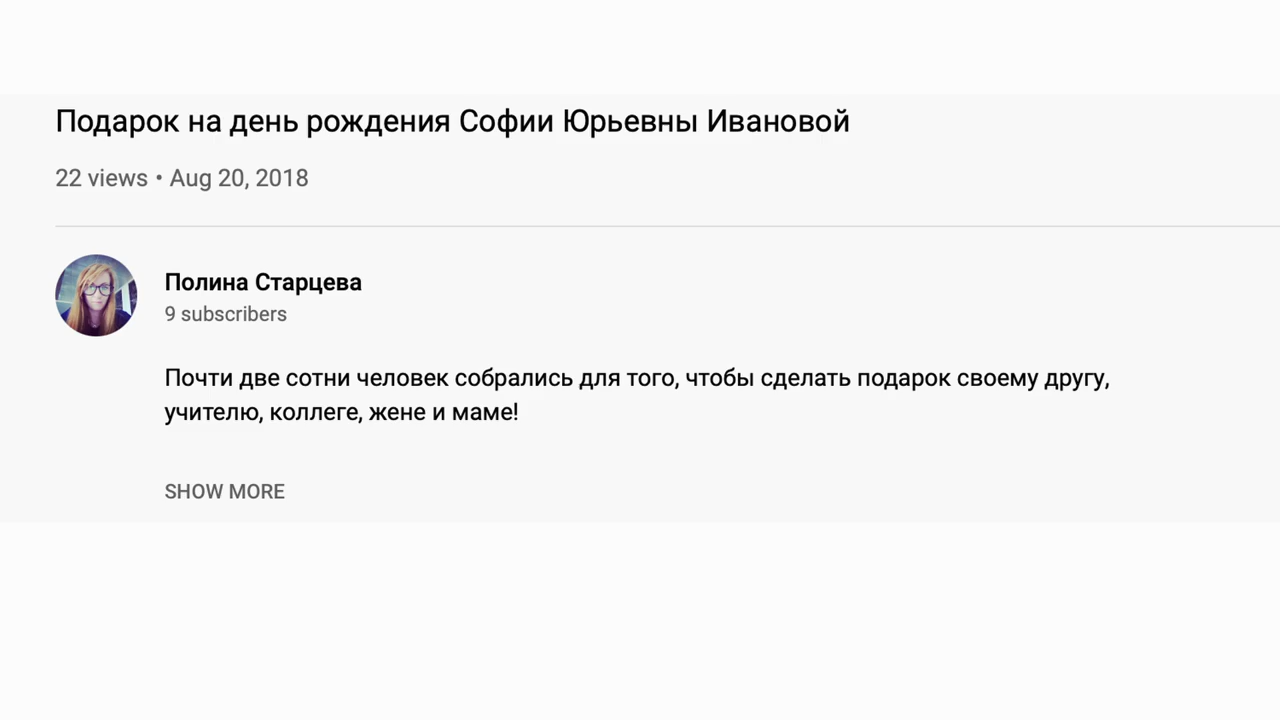 Подарок на день рождения Софии Юрьевны Ивановой
22 views • Aug 20, 2018
Полина Старцева
9 subscribers
Почти две сотни человек собрались для того, чтобы сделать подарок своему другу,
учителю, коллеге, жене и маме!
SHOW MORE